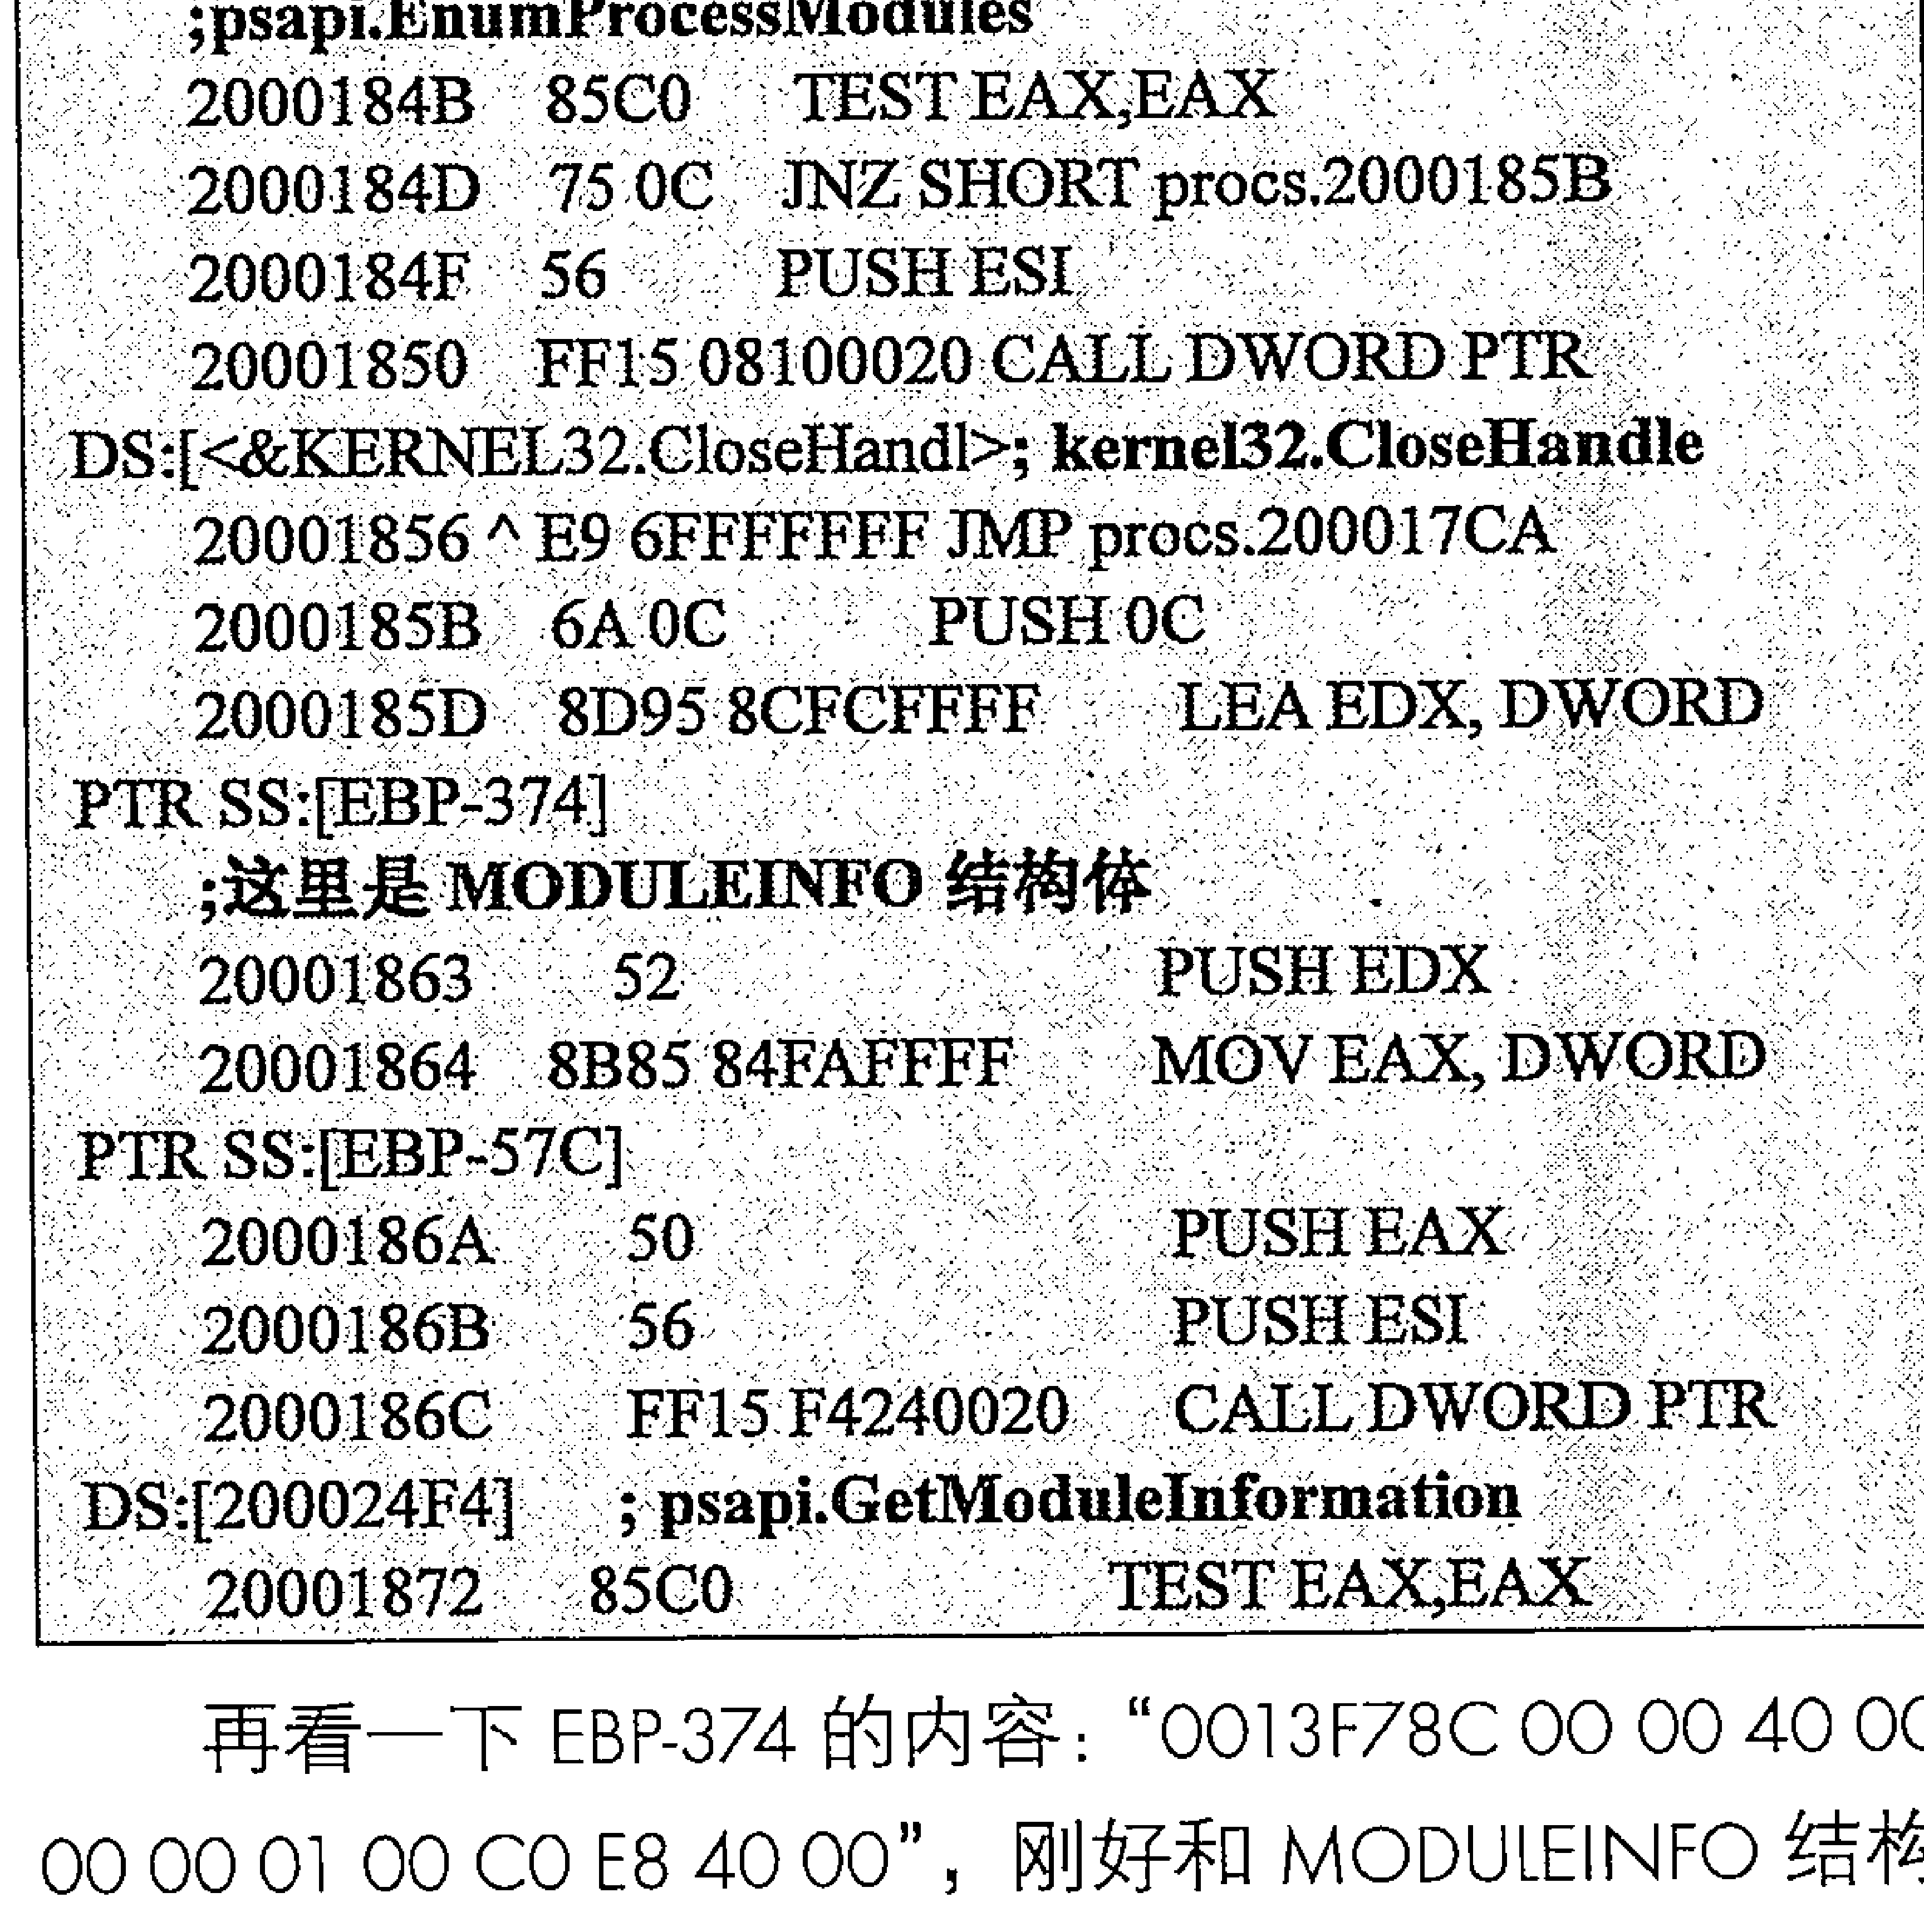 ;psapi.EnumProcessModules
2000184B 85C0 TEST EAX,EAX
2000184D 75 0C JNZ SHORT procs.2000185B
2000184F 56 PUSH ESI
20001850 FF15 08100020 CALL DWORD PTR
DS:[<&KERNEL32.CloseHandl>; kernel32.CloseHandle
20001856 ^ E9 6FFFFFFF JMP procs.200017CA
2000185B 6A 0C PUSH 0C
2000185D 8D95 8CFCFFFF LEA EDX, DWORD
PTR SS:[EBP-374]
;这里是 MODULEINFO 结构体
20001863 52 PUSH EDX
20001864 8B85 84FAFFFF MOV EAX, DWORD
PTR SS:[EBP-57C]
2000186A 50 PUSH EAX
2000186B 56 PUSH ESI
2000186C FF15 F4240020 CALL DWORD PTR
DS:[200024F4] ; psapi.GetModuleInformation
20001872 85C0 TEST EAX,EAX
再看一下 EBP-374 的内容：“0013F78C 00 00 40 00
00 00 01 00 C0 E8 40 00”，刚好和 MODULEINFO 结构